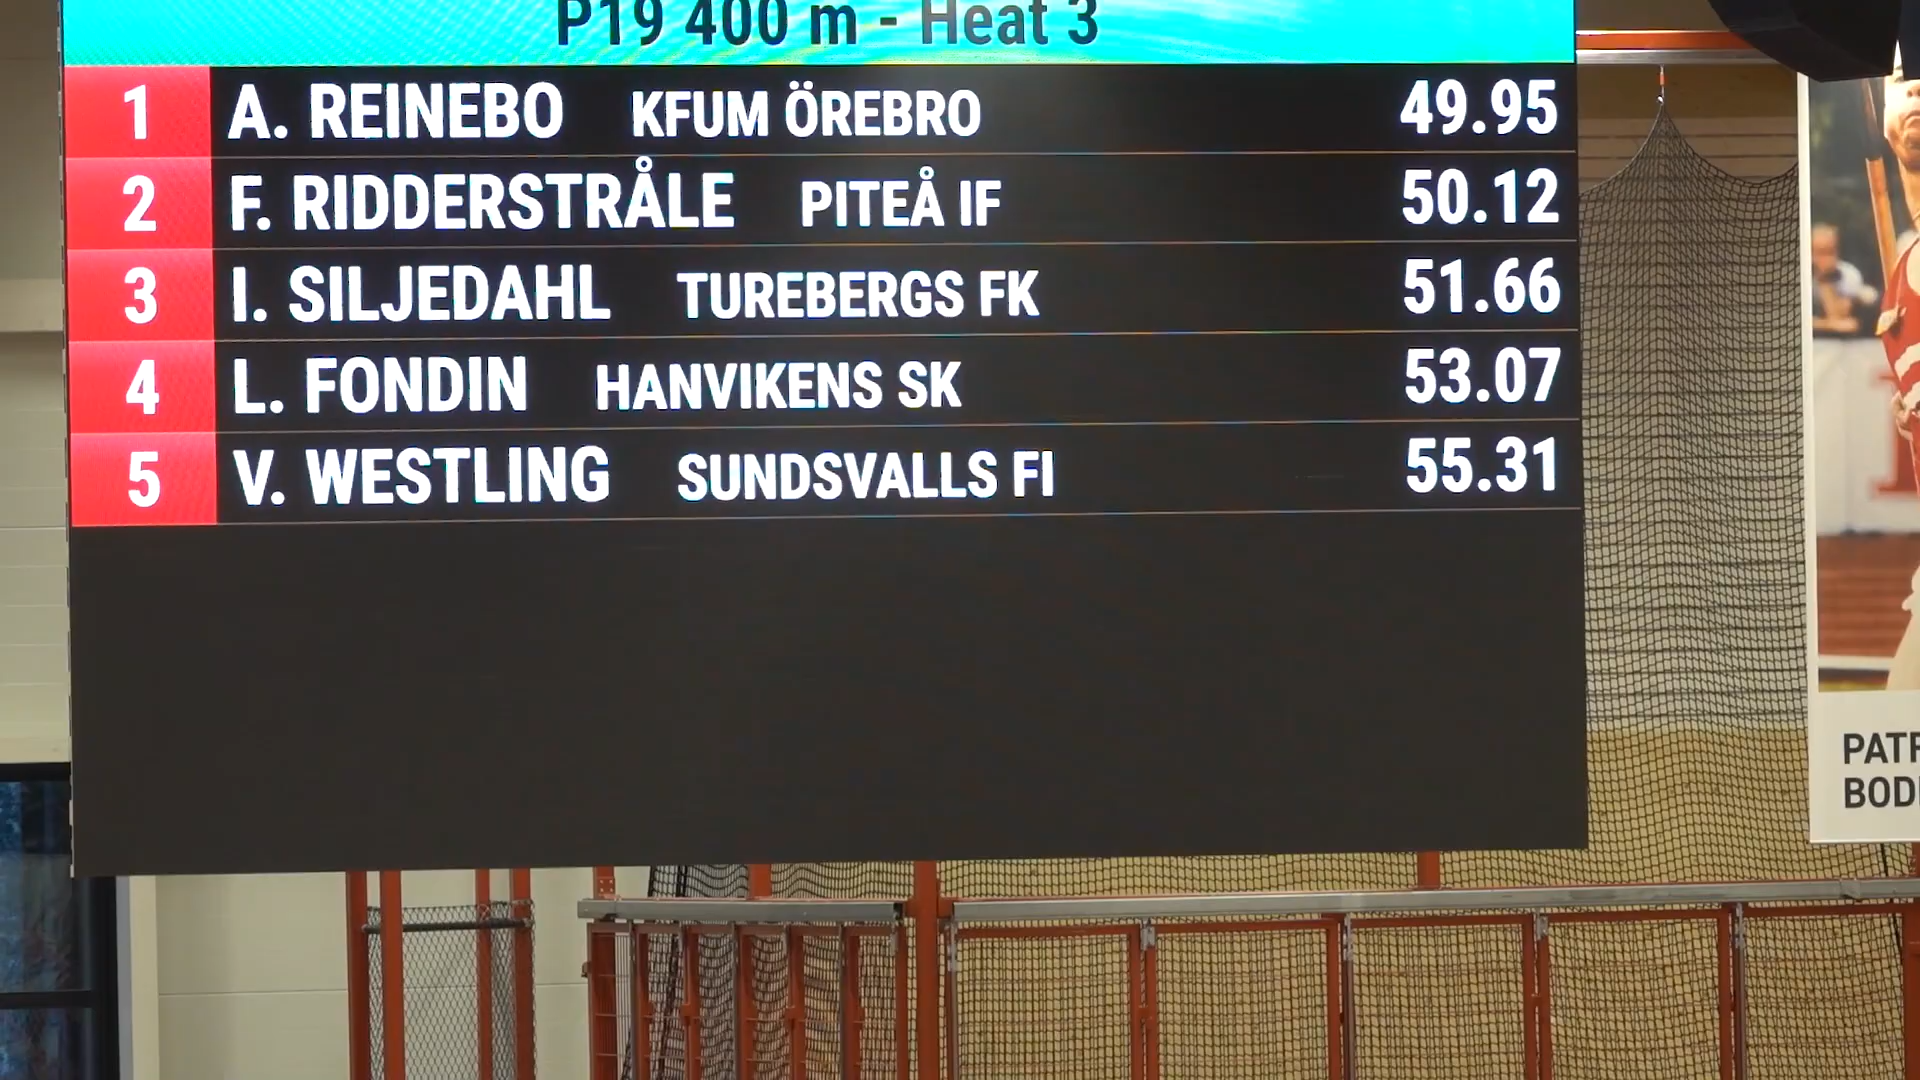 P19 400 m - Heat 3
1 A. REINEBO KFUM ÖREBRO 49.95
2 F. RIDDERSTRÅLE PITEÅ IF 50.12
3 I. SILJEDAHL TUREBERGS FK 51.66
4 L. FONDIN HANVIKENS SK 53.07
5 V. WESTLING SUNDSVALLS FI 55.31